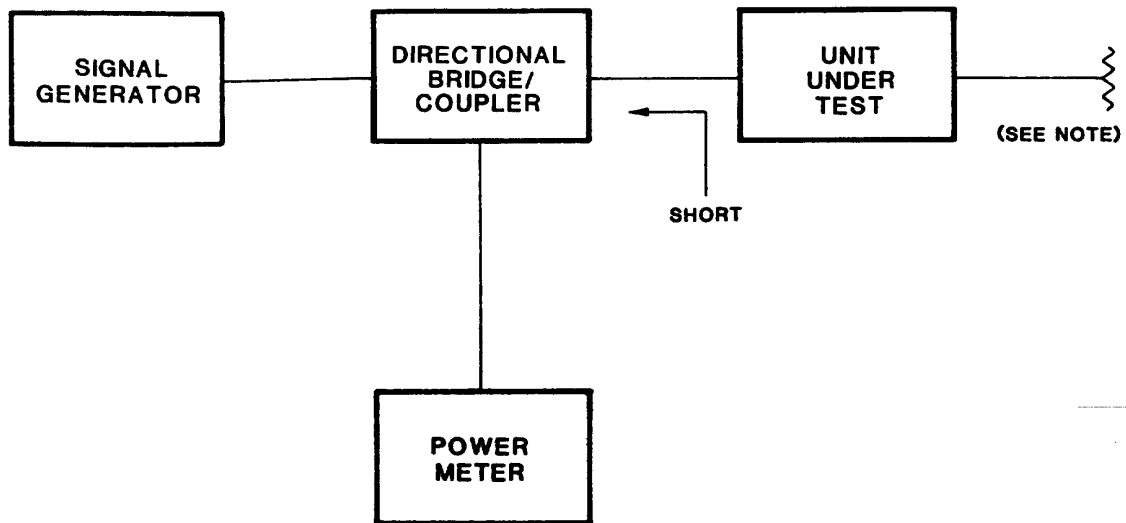 SIGNAL
GENERATOR
DIRECTIONAL
BRIDGE/
COUPLER
UNIT
UNDER
TEST
(SEE NOTE)
SHORT
POWER
METER